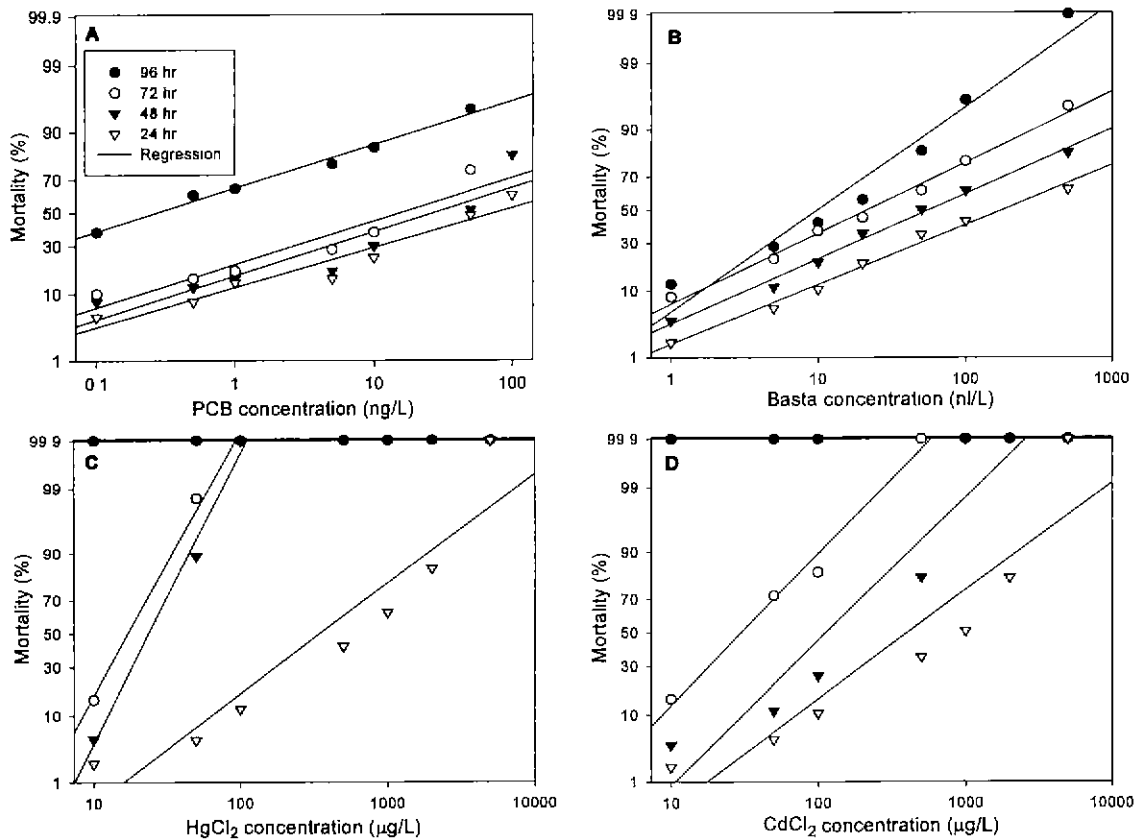 A
96 hr
72 hr
48 hr
24 hr
Regression
99.9
99
90
70
50
30
10
1
Mortality (%)
0 1
1
10
100
PCB concentration (ng/L)
B
99.9
99
90
70
50
30
10
1
Mortality (%)
1
10
100
1000
Basta concentration (nl/L)
C
99 9
99
90
70
50
30
10
1
Mortality (%)
10
100
1000
10000
HgCl₂ concentration (µg/L)
D
99 9
99
90
70
50
30
10
1
Mortality (%)
10
100
1000
10000
CdCl₂ concentration (µg/L)